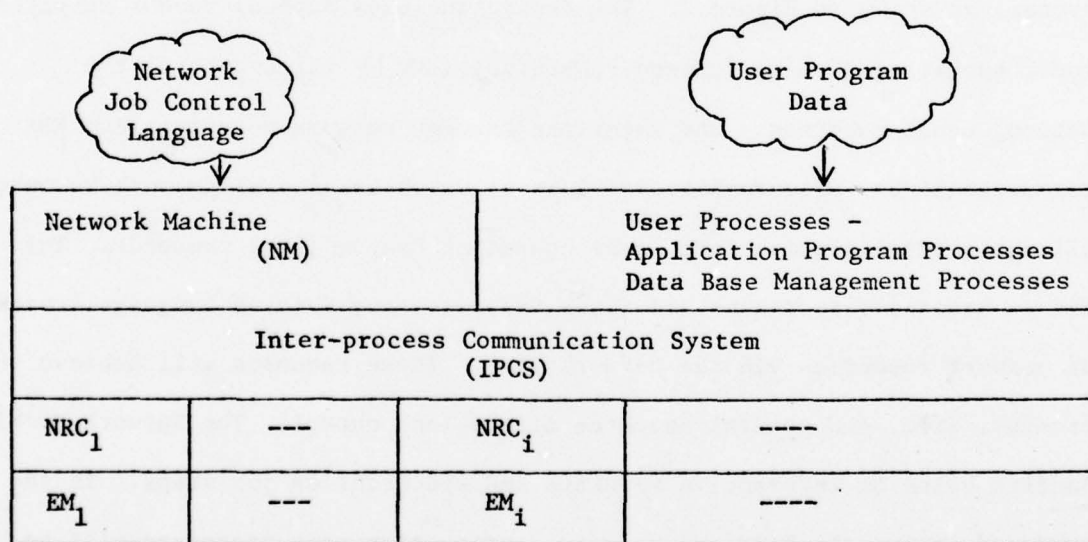 Network
Job Control
Language
User Program
Data
Network Machine
(NM)
User Processes -
Application Program Processes
Data Base Management Processes
Inter-process Communication System
(IPCS)
NRC1 --- NRCi ----
EM1 --- EMi ----